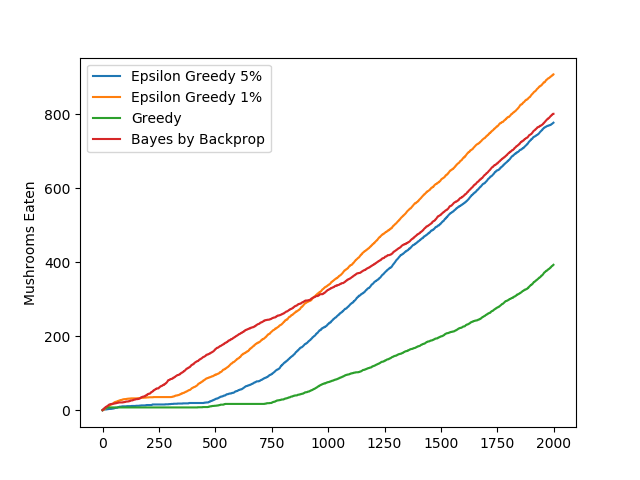 Epsilon Greedy 5%
Epsilon Greedy 1%
Greedy
Bayes by Backprop
Mushrooms Eaten
800
600
400
200
0
0 250 500 750 1000 1250 1500 1750 2000